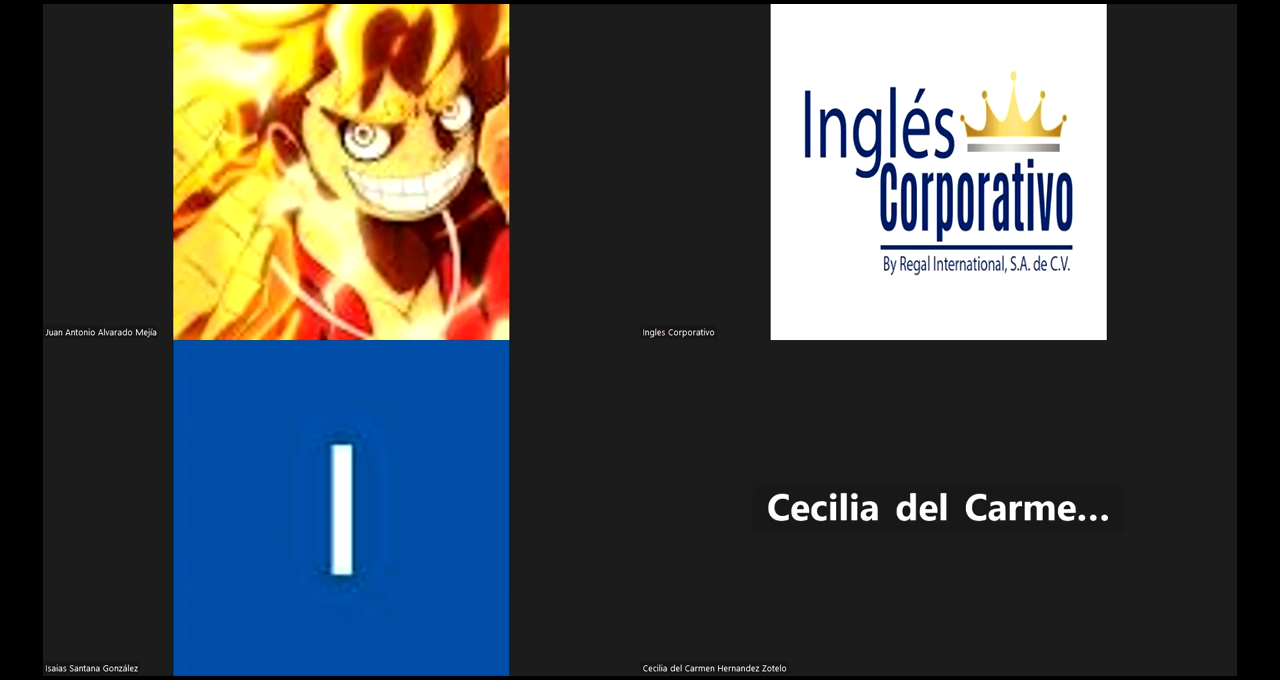 Juan Antonio Alvarado Mejía
Inglés
Corporativo
By Regal International, S.A. de C.V.
Ingles Corporativo
I
Isaias Santana González
Cecilia del Carme...
Cecilia del Carmen Hernandez Zotelo